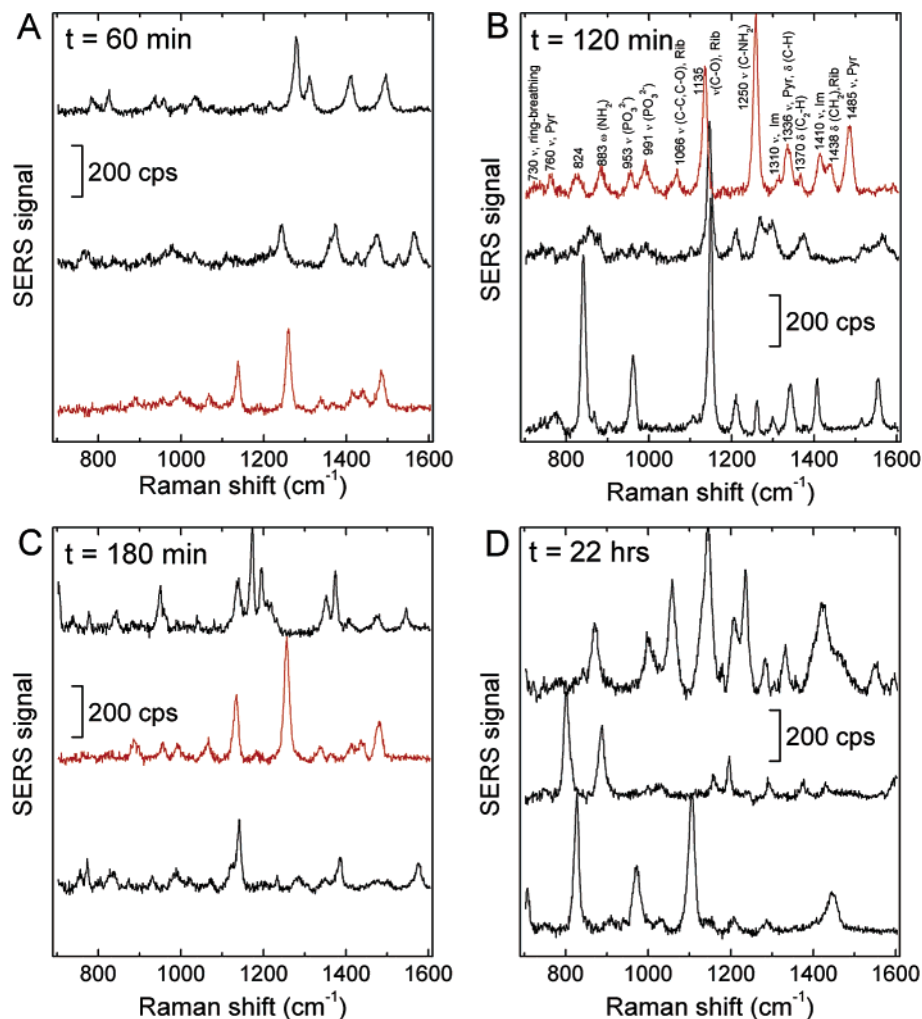 A
t = 60 min
200 cps
SERS signal
800 1000 1200 1400 1600
Raman shift (cm-1)
B
t = 120 min
730 ν, ring-breathing
760 ν, Pyr
824
883 ω (NH2)
953 ν (PO3 2-)
991 ν (PO3 2-)
1066 ν (C-C,C-O), Rib
1135
ν(C-O), Rib
1250 ν (C-NH2)
1310 ν, Im
1336 ν, Pyr, δ (C-H)
1370 δ (C2-H)
1410 ν, Im
1438 δ (CH2),Rib
1485 ν, Pyr
200 cps
SERS signal
800 1000 1200 1400 1600
Raman shift (cm-1)
C
t = 180 min
200 cps
SERS signal
800 1000 1200 1400 1600
Raman shift (cm-1)
D
t = 22 hrs
200 cps
SERS signal
800 1000 1200 1400 1600
Raman shift (cm-1)